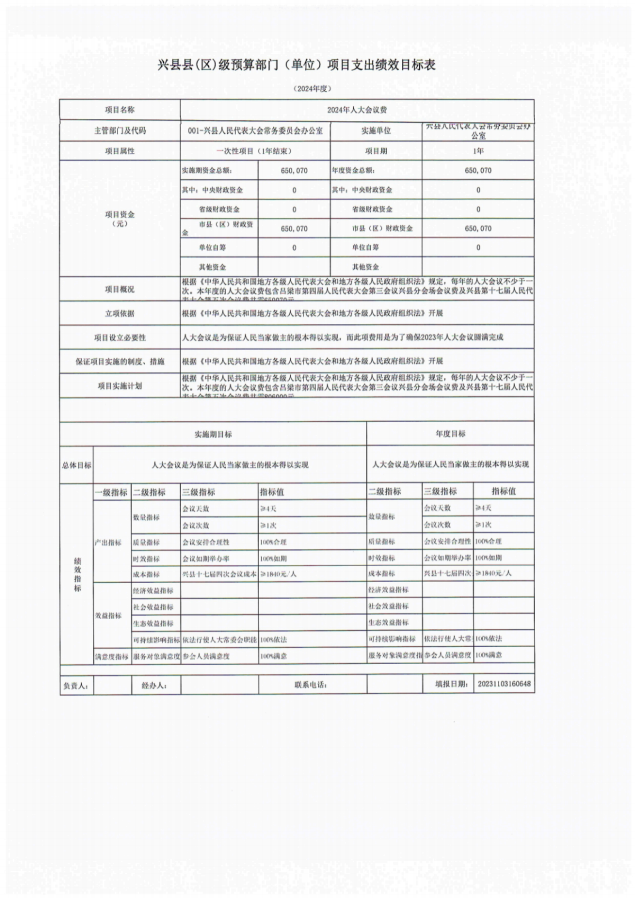 兴县县(区)级预算部门（单位）项目支出绩效目标表
（2024年度）
项目名称 2024年人大会议费
主管部门及代码 001-兴县人民代表大会常务委员会办公室 实施单位 兴县人民代表大会常务委员会办公室
项目属性 一次性项目（1年结束） 项目期 1年
项目资金（元） 实施期资金总额： 650,070 年度资金总额： 650,070
其中：中央财政资金 0 其中：中央财政资金 0
省级财政资金 0 省级财政资金 0
市县（区）财政资金 650,070 市县（区）财政资金 650,070
单位自筹 0 单位自筹 0
其他资金 其他资金
项目概况 根据《中华人民共和国地方各级人民代表大会和地方各级人民政府组织法》规定，每年的人大会议不少于一
次。本年度的人大会议费包含吕梁市第四届人民代表大会第三会议兴县分会场会议费及兴县第十七届人民代
立项依据 根据《中华人民共和国地方各级人民代表大会和地方各级人民政府组织法》开展
项目设立必要性 人大会议是为保证人民当家做主的根本得以实现，而此项费用是为了确保2023年人大会议圆满完成
保证项目实施的制度、措施 根据《中华人民共和国地方各级人民代表大会和地方各级人民政府组织法》开展
项目实施计划 根据《中华人民共和国地方各级人民代表大会和地方各级人民政府组织法》规定，每年的人大会议不少于一
次。本年度的人大会议费包含吕梁市第四届人民代表大会第三会议兴县分会场会议费及兴县第十七届人民代
实施期目标 年度目标
总体目标 人大会议是为保证人民当家做主的根本得以实现 人大会议是为保证人民当家做主的根本得以实现
绩效指标 一级指标 二级指标 三级指标 指标值 二级指标 三级指标 指标值
产出指标 数量指标 会议天数 ≥4天 数量指标 会议天数 ≥4天
会议次数 ≥1次 会议次数 ≥1次
质量指标 会议安排合理性 100%合理 质量指标 会议安排合理性 100%合理
时效指标 会议如期举办率 100%如期 时效指标 会议如期举办率 100%如期
成本指标 兴县十七届四次会议成本 ≥1840元/人 成本指标 兴县十七届四次 ≥1840元/人
效益指标 经济效益指标 经济效益指标
社会效益指标 社会效益指标
生态效益指标 生态效益指标
可持续影响指标 依法行使人大常委会职能 100%依法 可持续影响指标 依法行使人大常 100%依法
满意度指标 服务对象满意度 参会人员满意度 100%满意 服务对象满意度指 参会人员满意度 100%满意
负责人： 经办人： 联系电话： 填报日期： 20231103160648